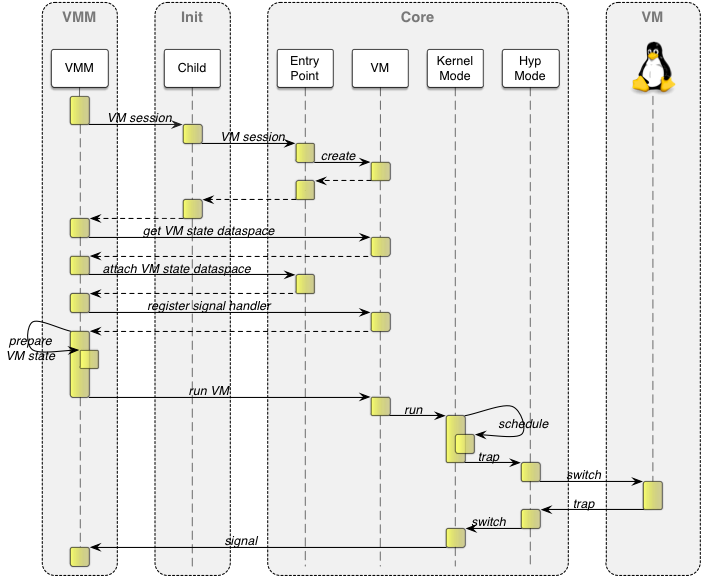 VMM
Init
Core
VM
VMM
Child
Entry
Point
VM
Kernel
Mode
Hyp
Mode
VM session
VM session
create
get VM state dataspace
attach VM state dataspace
register signal handler
prepare
VM state
run VM
run
schedule
trap
switch
trap
switch
signal